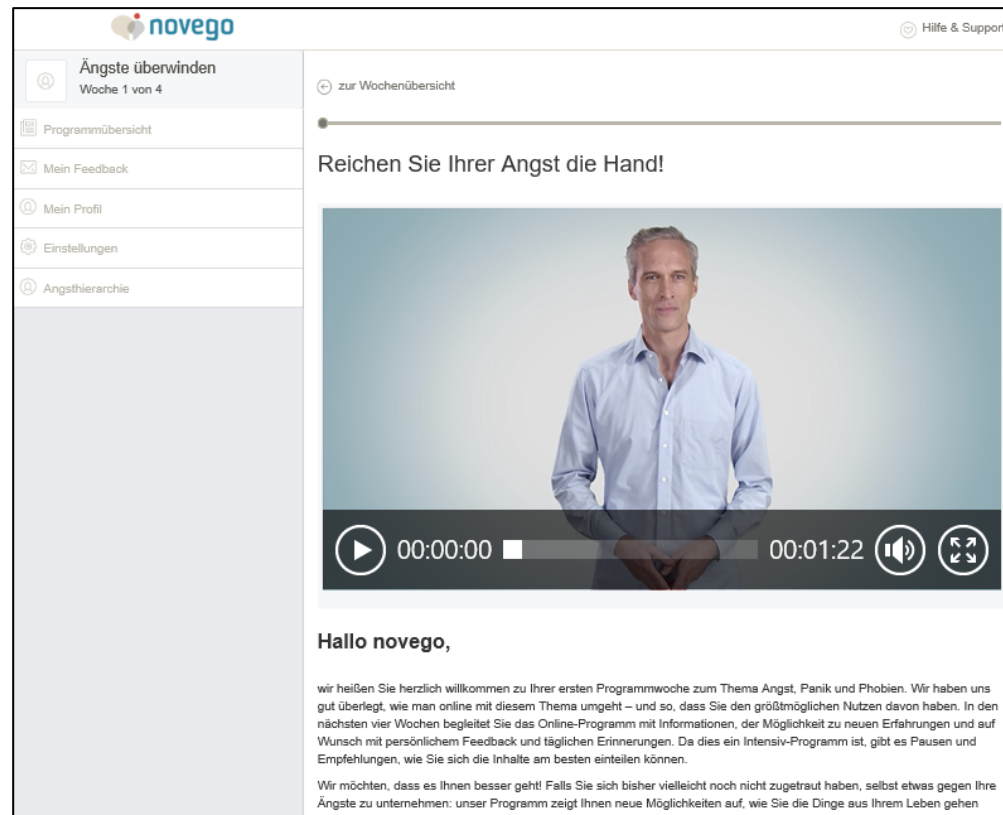 novego
Hilfe & Support
Ängste überwinden
Woche 1 von 4
Programmübersicht
Mein Feedback
Mein Profil
Einstellungen
Angsthierarchie
zur Wochenübersicht
Reichen Sie Ihrer Angst die Hand!
00:00:00
00:01:22
Hallo novego,
wir heißen Sie herzlich willkommen zu Ihrer ersten Programmwoche zum Thema Angst, Panik und Phobien. Wir haben uns
gut überlegt, wie man online mit diesem Thema umgeht – und so, dass Sie den größtmöglichen Nutzen davon haben. In den
nächsten vier Wochen begleitet Sie das Online-Programm mit Informationen, der Möglichkeit zu neuen Erfahrungen und auf
Wunsch mit persönlichem Feedback und täglichen Erinnerungen. Da dies ein Intensiv-Programm ist, gibt es Pausen und
Empfehlungen, wie Sie sich die Inhalte am besten einteilen können.
Wir möchten, dass es Ihnen besser geht! Falls Sie sich bisher vielleicht noch nicht zugetraut haben, selbst etwas gegen Ihre
Ängste zu unternehmen: unser Programm zeigt Ihnen neue Möglichkeiten auf, wie Sie die Dinge aus Ihrem Leben gehen